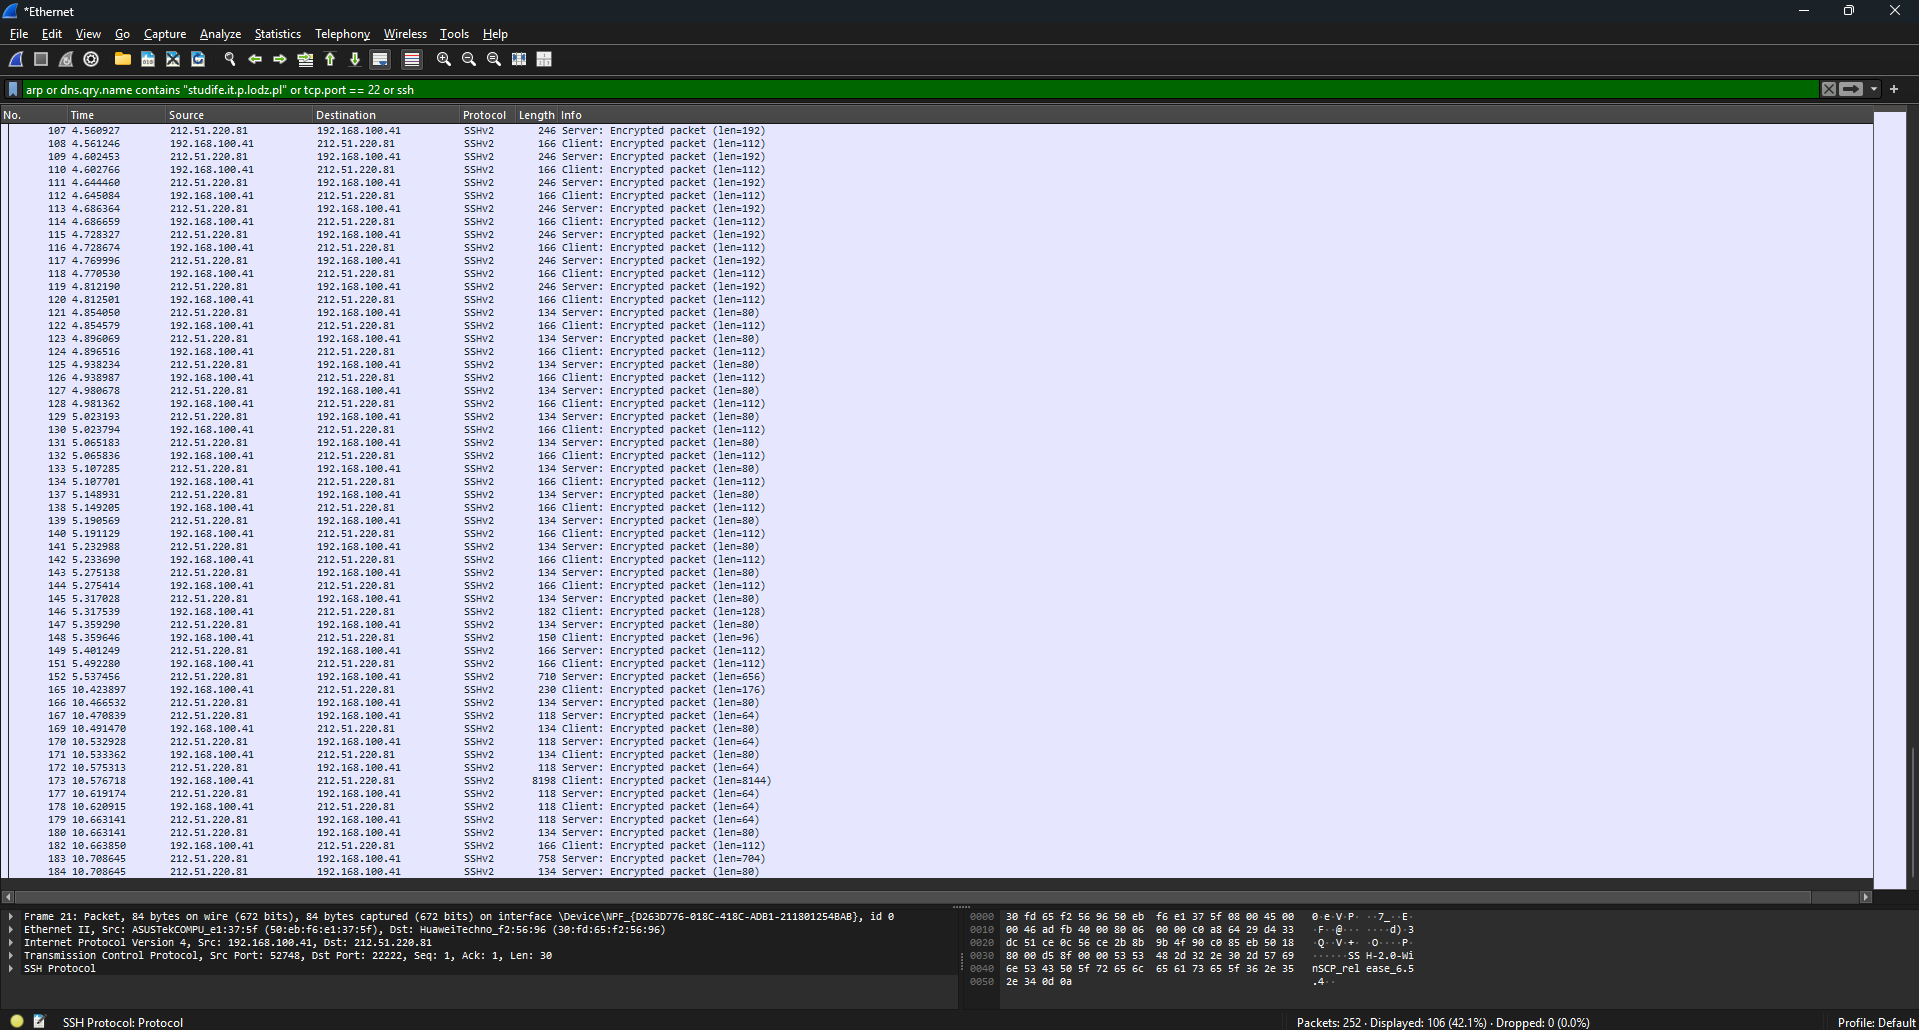 *Ethernet
File Edit View Go Capture Analyze Statistics Telephony Wireless Tools Help
arp or dns.qry.name contains "studife.it.p.lodz.pl" or tcp.port == 22 or ssh
No. Time Source Destination Protocol Length Info
107 4.560927 212.51.220.81 192.168.100.41 SSHv2 246 Server: Encrypted packet (len=192)
108 4.561246 192.168.100.41 212.51.220.81 SSHv2 166 Client: Encrypted packet (len=112)
109 4.602453 212.51.220.81 192.168.100.41 SSHv2 246 Server: Encrypted packet (len=192)
110 4.602766 192.168.100.41 212.51.220.81 SSHv2 166 Client: Encrypted packet (len=112)
111 4.644460 212.51.220.81 192.168.100.41 SSHv2 246 Server: Encrypted packet (len=192)
112 4.645084 192.168.100.41 212.51.220.81 SSHv2 166 Client: Encrypted packet (len=112)
113 4.686364 212.51.220.81 192.168.100.41 SSHv2 246 Server: Encrypted packet (len=192)
114 4.686659 192.168.100.41 212.51.220.81 SSHv2 166 Client: Encrypted packet (len=112)
115 4.728327 212.51.220.81 192.168.100.41 SSHv2 246 Server: Encrypted packet (len=192)
116 4.728674 192.168.100.41 212.51.220.81 SSHv2 166 Client: Encrypted packet (len=112)
117 4.769996 212.51.220.81 192.168.100.41 SSHv2 246 Server: Encrypted packet (len=192)
118 4.770530 192.168.100.41 212.51.220.81 SSHv2 166 Client: Encrypted packet (len=112)
119 4.812190 212.51.220.81 192.168.100.41 SSHv2 246 Server: Encrypted packet (len=192)
120 4.812501 192.168.100.41 212.51.220.81 SSHv2 166 Client: Encrypted packet (len=112)
121 4.854050 212.51.220.81 192.168.100.41 SSHv2 134 Server: Encrypted packet (len=80)
122 4.854579 192.168.100.41 212.51.220.81 SSHv2 166 Client: Encrypted packet (len=112)
123 4.896069 212.51.220.81 192.168.100.41 SSHv2 134 Server: Encrypted packet (len=80)
124 4.896516 192.168.100.41 212.51.220.81 SSHv2 166 Client: Encrypted packet (len=112)
125 4.938234 212.51.220.81 192.168.100.41 SSHv2 134 Server: Encrypted packet (len=80)
126 4.938987 192.168.100.41 212.51.220.81 SSHv2 166 Client: Encrypted packet (len=112)
127 4.980678 212.51.220.81 192.168.100.41 SSHv2 134 Server: Encrypted packet (len=80)
128 4.981362 192.168.100.41 212.51.220.81 SSHv2 166 Client: Encrypted packet (len=112)
129 5.023193 212.51.220.81 192.168.100.41 SSHv2 134 Server: Encrypted packet (len=80)
130 5.023794 192.168.100.41 212.51.220.81 SSHv2 166 Client: Encrypted packet (len=112)
131 5.065183 212.51.220.81 192.168.100.41 SSHv2 134 Server: Encrypted packet (len=80)
132 5.065836 192.168.100.41 212.51.220.81 SSHv2 166 Client: Encrypted packet (len=112)
133 5.107285 212.51.220.81 192.168.100.41 SSHv2 134 Server: Encrypted packet (len=80)
134 5.107701 192.168.100.41 212.51.220.81 SSHv2 166 Client: Encrypted packet (len=112)
137 5.148931 212.51.220.81 192.168.100.41 SSHv2 134 Server: Encrypted packet (len=80)
138 5.149205 192.168.100.41 212.51.220.81 SSHv2 166 Client: Encrypted packet (len=112)
139 5.190569 212.51.220.81 192.168.100.41 SSHv2 134 Server: Encrypted packet (len=80)
140 5.191129 192.168.100.41 212.51.220.81 SSHv2 166 Client: Encrypted packet (len=112)
141 5.232988 212.51.220.81 192.168.100.41 SSHv2 134 Server: Encrypted packet (len=80)
142 5.233690 192.168.100.41 212.51.220.81 SSHv2 166 Client: Encrypted packet (len=112)
143 5.275138 212.51.220.81 192.168.100.41 SSHv2 134 Server: Encrypted packet (len=80)
144 5.275414 192.168.100.41 212.51.220.81 SSHv2 166 Client: Encrypted packet (len=112)
145 5.317028 212.51.220.81 192.168.100.41 SSHv2 134 Server: Encrypted packet (len=80)
146 5.317539 192.168.100.41 212.51.220.81 SSHv2 182 Client: Encrypted packet (len=128)
147 5.359290 212.51.220.81 192.168.100.41 SSHv2 134 Server: Encrypted packet (len=80)
148 5.359646 192.168.100.41 212.51.220.81 SSHv2 150 Client: Encrypted packet (len=96)
149 5.401249 212.51.220.81 192.168.100.41 SSHv2 166 Server: Encrypted packet (len=112)
151 5.492280 192.168.100.41 212.51.220.81 SSHv2 166 Client: Encrypted packet (len=112)
152 5.537456 212.51.220.81 192.168.100.41 SSHv2 710 Server: Encrypted packet (len=656)
165 10.423897 192.168.100.41 212.51.220.81 SSHv2 230 Client: Encrypted packet (len=176)
166 10.466532 212.51.220.81 192.168.100.41 SSHv2 134 Server: Encrypted packet (len=80)
167 10.470839 212.51.220.81 192.168.100.41 SSHv2 118 Server: Encrypted packet (len=64)
169 10.491470 192.168.100.41 212.51.220.81 SSHv2 134 Client: Encrypted packet (len=80)
170 10.532928 212.51.220.81 192.168.100.41 SSHv2 118 Server: Encrypted packet (len=64)
171 10.533362 192.168.100.41 212.51.220.81 SSHv2 134 Client: Encrypted packet (len=80)
172 10.575313 212.51.220.81 192.168.100.41 SSHv2 118 Server: Encrypted packet (len=64)
173 10.576718 192.168.100.41 212.51.220.81 SSHv2 8198 Client: Encrypted packet (len=8144)
177 10.619174 212.51.220.81 192.168.100.41 SSHv2 118 Server: Encrypted packet (len=64)
178 10.620915 192.168.100.41 212.51.220.81 SSHv2 118 Client: Encrypted packet (len=64)
179 10.663141 212.51.220.81 192.168.100.41 SSHv2 118 Server: Encrypted packet (len=64)
180 10.663141 212.51.220.81 192.168.100.41 SSHv2 134 Server: Encrypted packet (len=80)
182 10.663850 192.168.100.41 212.51.220.81 SSHv2 166 Client: Encrypted packet (len=112)
183 10.708645 212.51.220.81 192.168.100.41 SSHv2 758 Server: Encrypted packet (len=704)
184 10.708645 212.51.220.81 192.168.100.41 SSHv2 134 Server: Encrypted packet (len=80)
Frame 21: Packet, 84 bytes on wire (672 bits), 84 bytes captured (672 bits) on interface \Device\NPF_{D263D776-018C-418C-ADB1-211801254BAB}, id 0
Ethernet II, Src: ASUSTekCOMPU_e1:37:5f (50:eb:f6:e1:37:5f), Dst: HuaweiTechno_f2:56:96 (30:fd:65:f2:56:96)
Internet Protocol Version 4, Src: 192.168.100.41, Dst: 212.51.220.81
Transmission Control Protocol, Src Port: 52748, Dst Port: 22222, Seq: 1, Ack: 1, Len: 30
SSH Protocol
0000 30 fd 65 f2 56 96 50 eb f6 e1 37 5f 08 00 45 00 0·e·V·P· ··7_··E·
0010 00 46 ad fb 40 00 80 06 00 00 c0 a8 64 29 d4 33 ·F··@··· ····d)·3
0020 dc 51 ce 0c 56 ce 2b 8b 9b 4f 90 c0 85 eb 50 18 ·Q··V·+· ·O····P·
0030 80 00 d5 8f 00 00 53 53 48 2d 32 2e 30 2d 57 69 ······SS H-2.0-Wi
0040 6e 53 43 50 5f 72 65 6c 65 61 73 65 5f 36 2e 35 nSCP_rel ease_6.5
0050 2e 34 0d 0a .4··
SSH Protocol: Protocol
Packets: 252 · Displayed: 106 (42.1%) · Dropped: 0 (0.0%)
Profile: Default